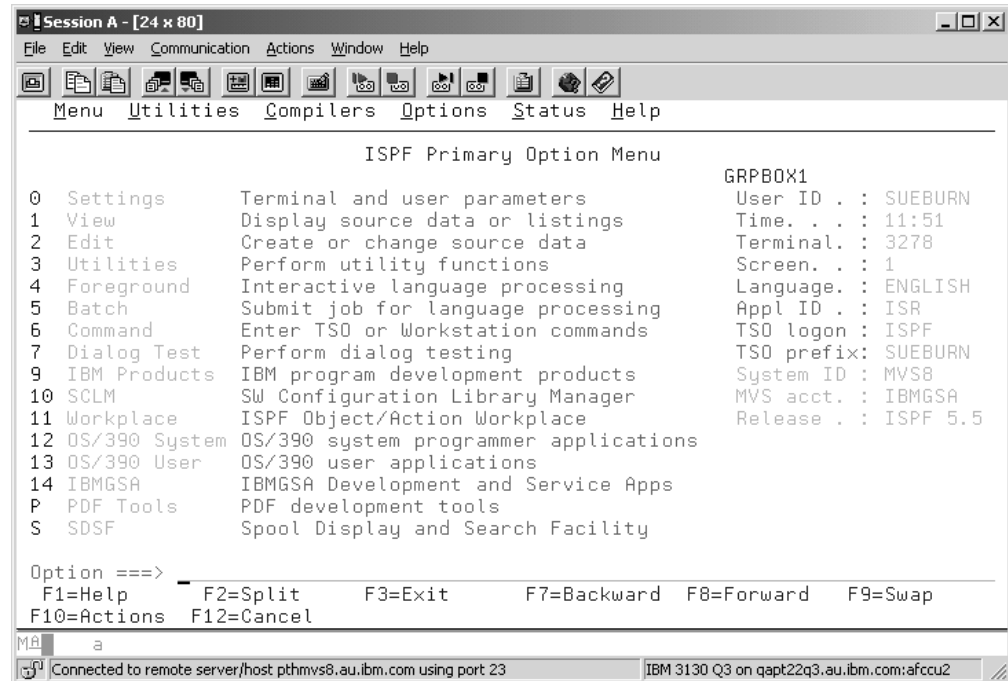 Session A - [24 x 80]
File Edit View Communication Actions Window Help
Menu Utilities Compilers Options Status Help
ISPF Primary Option Menu
GRPBOX1
0 Settings Terminal and user parameters User ID . : SUEBURN
1 View Display source data or listings Time. . . : 11:51
2 Edit Create or change source data Terminal. : 3278
3 Utilities Perform utility functions Screen. . : 1
4 Foreground Interactive language processing Language. : ENGLISH
5 Batch Submit job for language processing Appl ID . : ISR
6 Command Enter TSO or Workstation commands TSO logon : ISPF
7 Dialog Test Perform dialog testing TSO prefix: SUEBURN
9 IBM Products IBM program development products System ID : MVS8
10 SCLM SW Configuration Library Manager MVS acct. : IBMGSA
11 Workplace ISPF Object/Action Workplace Release . : ISPF 5.5
12 OS/390 System OS/390 system programmer applications
13 OS/390 User OS/390 user applications
14 IBMGSA IBMGSA Development and Service Apps
P PDF Tools PDF development tools
S SDSF Spool Display and Search Facility
Option ===> _
F1=Help F2=Split F3=Exit F7=Backward F8=Forward F9=Swap
F10=Actions F12=Cancel
MA a
Connected to remote server/host pthmvs8.au.ibm.com using port 23 IBM 3130 Q3 on qapt22q3.au.ibm.com:afccu2